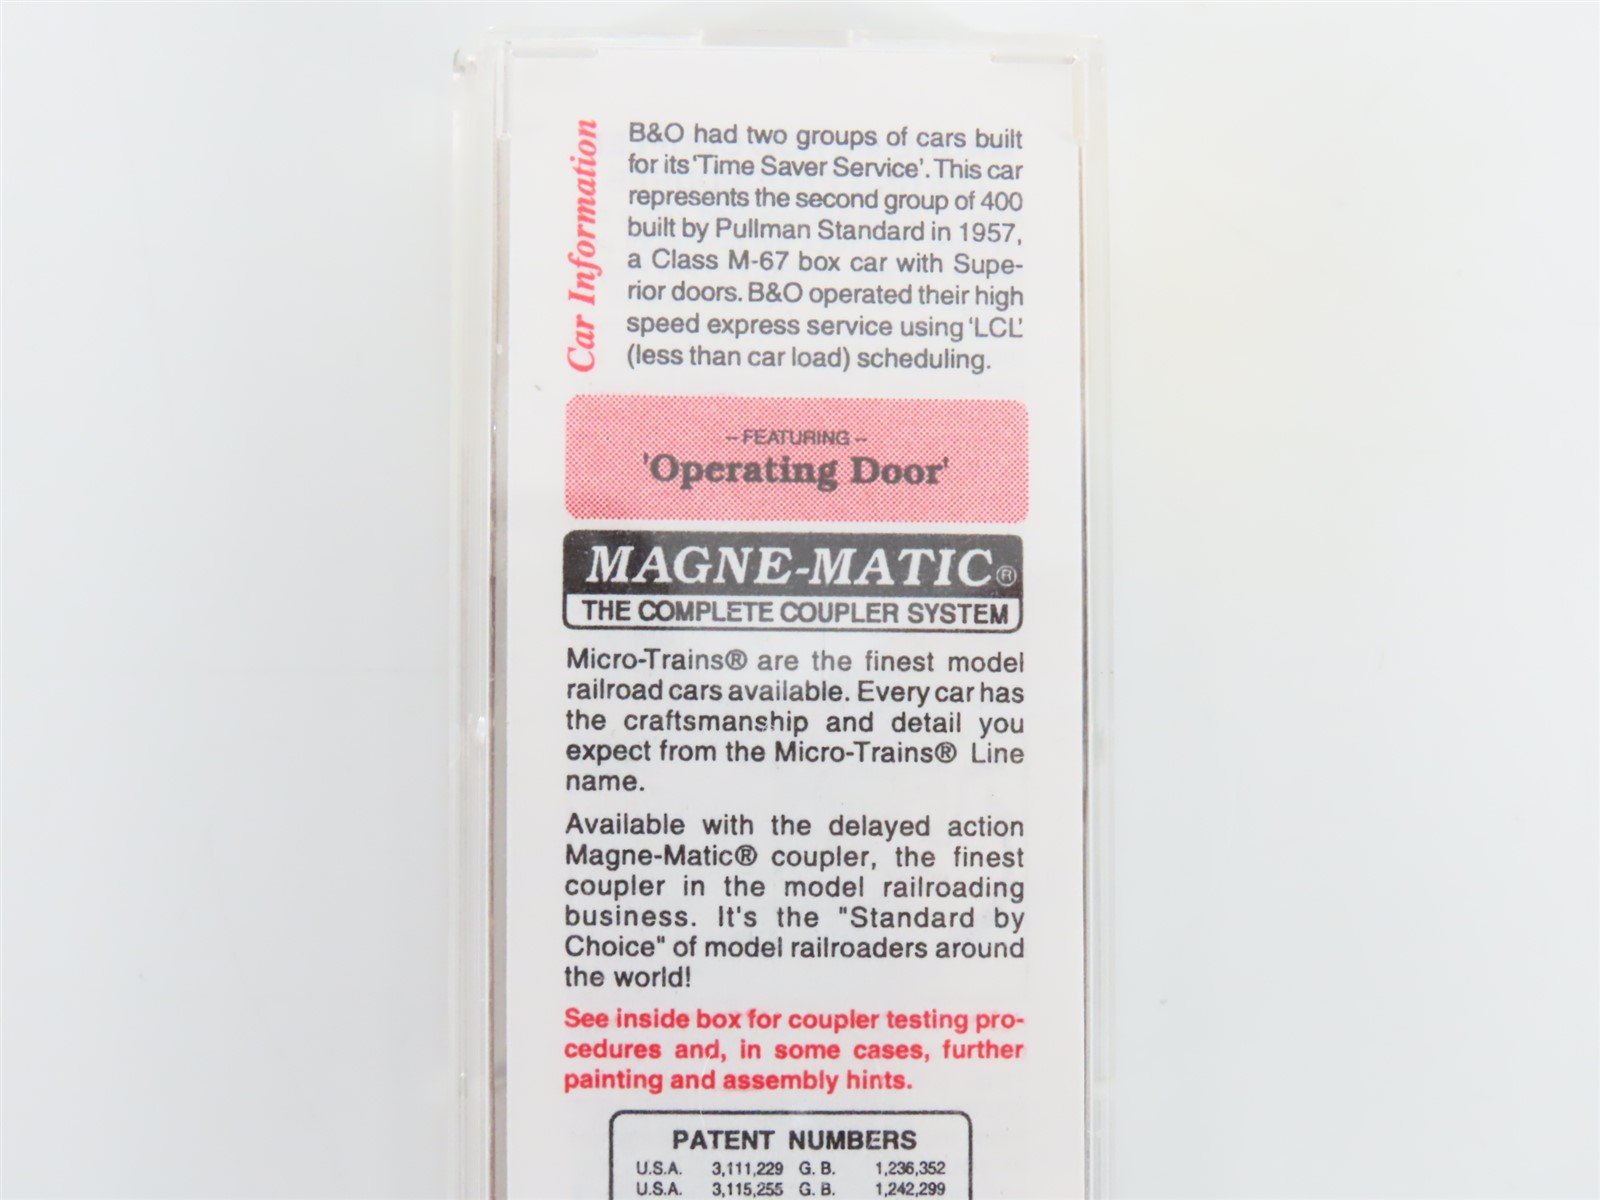 Car Information
B&O had two groups of cars built
for its 'Time Saver Service'. This car
represents the second group of 400
built by Pullman Standard in 1957,
a Class M-67 box car with Supe-
rior doors. B&O operated their high
speed express service using 'LCL'
(less than car load) scheduling.
-- FEATURING --
'Operating Door'
MAGNE-MATIC®
THE COMPLETE COUPLER SYSTEM
Micro-Trains® are the finest model
railroad cars available. Every car has
the craftsmanship and detail you
expect from the Micro-Trains® Line
name.
Available with the delayed action
Magne-Matic® coupler, the finest
coupler in the model railroading
business. It's the "Standard by
Choice" of model railroaders around
the world!
See inside box for coupler testing pro-
cedures and, in some cases, further
painting and assembly hints.
PATENT NUMBERS
U.S.A. 3,111,229 G. B. 1,236,352
U.S.A. 3,115,255 G. B. 1,242,299